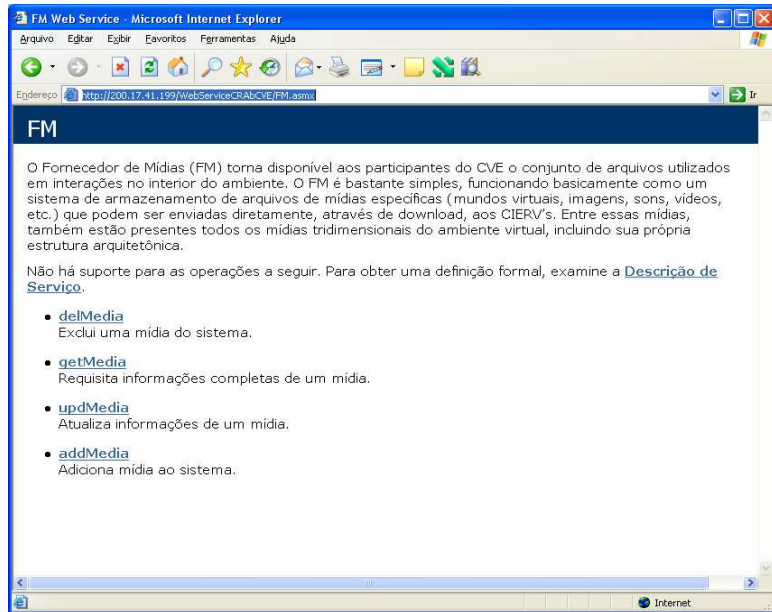 FM Web Service - Microsoft Internet Explorer
Arquivo Editar Exibir Favoritos Ferramentas Ajuda
Endereço http://200.17.41.199/WebServiceCRAbCVE/FM.asmx Ir
FM
O Fornecedor de Mídias (FM) torna disponível aos participantes do CVE o conjunto de arquivos utilizados
em interações no interior do ambiente. O FM é bastante simples, funcionando basicamente como um
sistema de armazenamento de arquivos de mídias específicas (mundos virtuais, imagens, sons, vídeos,
etc.) que podem ser enviadas diretamente, através de download, aos CIERV's. Entre essas mídias,
também estão presentes todos os mídias tridimensionais do ambiente virtual, incluindo sua própria
estrutura arquitetônica.
Não há suporte para as operações a seguir. Para obter uma definição formal, examine a Descrição de
Serviço.
delMedia
Exclui uma mídia do sistema.
getMedia
Requisita informações completas de um mídia.
updMedia
Atualiza informações de um mídia.
addMedia
Adiciona mídia ao sistema.
Internet